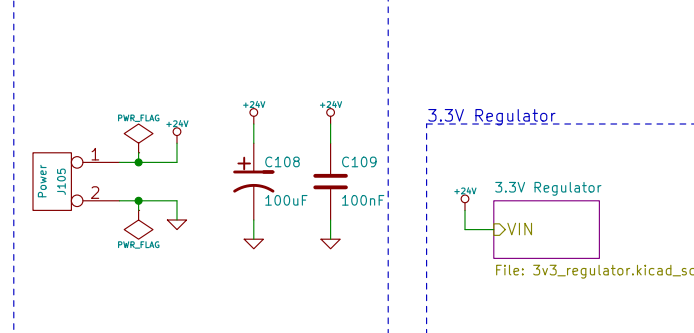 PWR_FLAG
+24V
1
2
Power
J105
PWR_FLAG
+24V
C108
100uF
+24V
C109
100nF
3.3V Regulator
+24V
3.3V Regulator
VIN
File: 3v3_regulator.kicad_sc